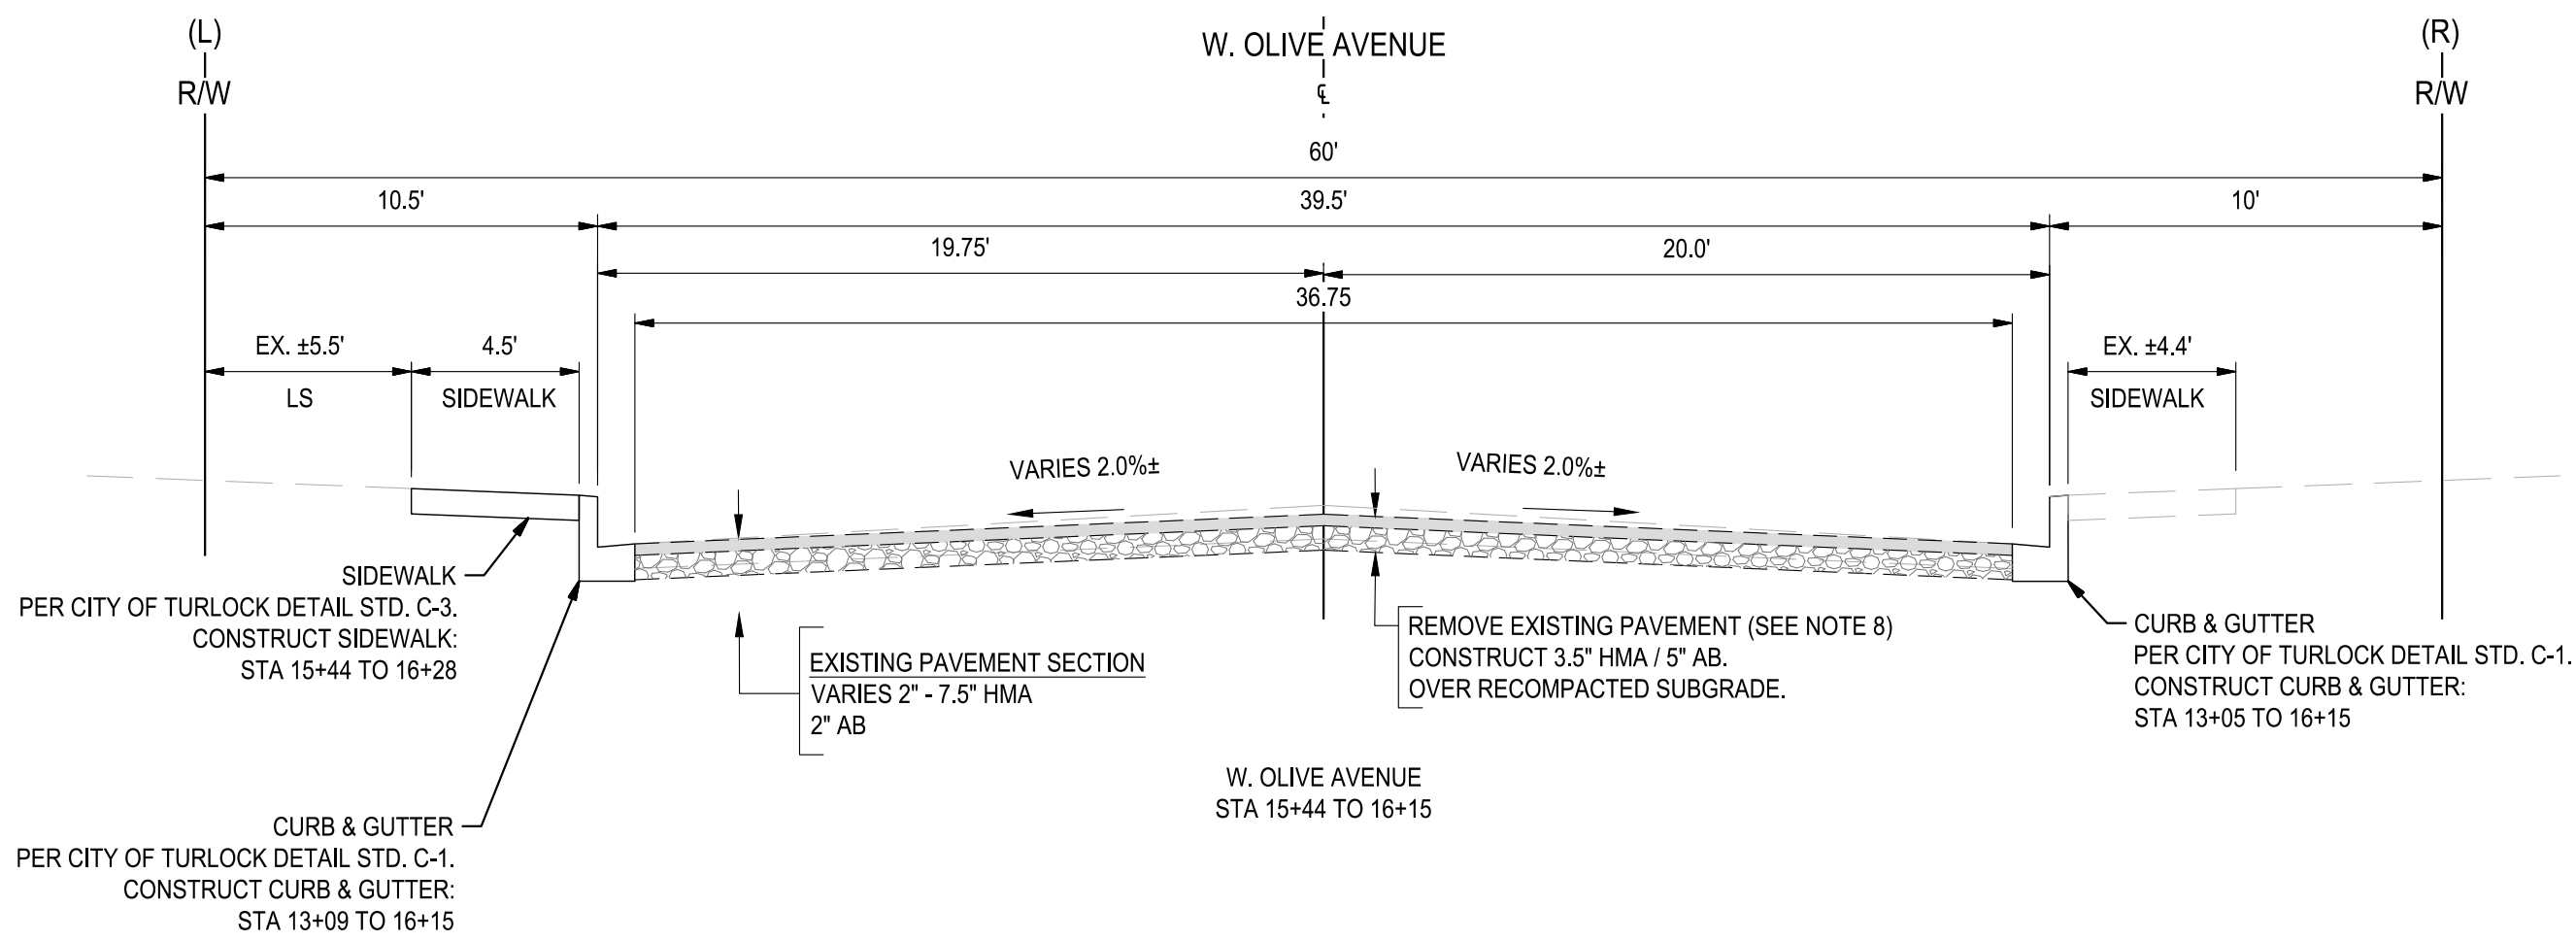 (L)
W. OLIVE AVENUE
(R)
R/W
℄
R/W
60'
10.5'
39.5'
10'
19.75'
20.0'
36.75
EX. ±5.5'
4.5'
EX. ±4.4'
LS
SIDEWALK
SIDEWALK
VARIES 2.0%±
VARIES 2.0%±
SIDEWALK
PER CITY OF TURLOCK DETAIL STD. C-3.
CONSTRUCT SIDEWALK:
STA 15+44 TO 16+28
EXISTING PAVEMENT SECTION
VARIES 2" - 7.5" HMA
2" AB
REMOVE EXISTING PAVEMENT (SEE NOTE 8)
CONSTRUCT 3.5" HMA / 5" AB.
OVER RECOMPACTED SUBGRADE.
CURB & GUTTER
PER CITY OF TURLOCK DETAIL STD. C-1.
CONSTRUCT CURB & GUTTER:
STA 13+05 TO 16+15
W. OLIVE AVENUE
STA 15+44 TO 16+15
CURB & GUTTER
PER CITY OF TURLOCK DETAIL STD. C-1.
CONSTRUCT CURB & GUTTER:
STA 13+09 TO 16+15